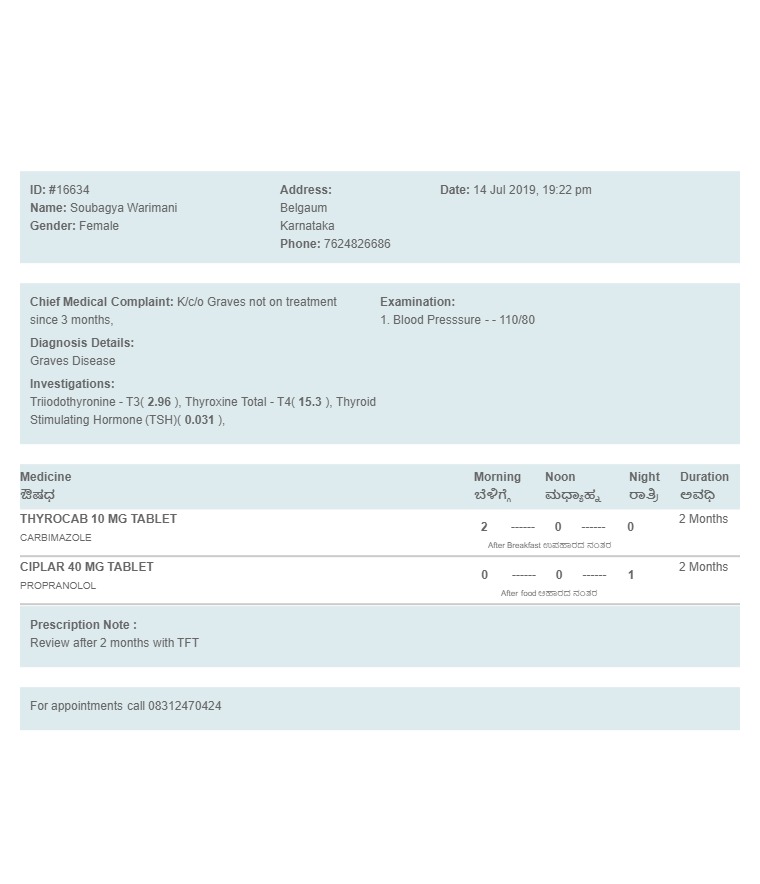 ID: #16634
Name: Soubagya Warimani
Gender: Female
Address:
Belgaum
Karnataka
Phone: 7624826686
Date: 14 Jul 2019, 19:22 pm
Chief Medical Complaint: K/c/o Graves not on treatment
since 3 months,
Diagnosis Details:
Graves Disease
Investigations:
Triiodothyronine - T3( 2.96 ), Thyroxine Total - T4( 15.3 ), Thyroid
Stimulating Hormone (TSH)( 0.031 ),
Examination:
1. Blood Presssure - - 110/80
Medicine Morning Noon Night Duration
ಔಷಧ ಬೆಳಿಗ್ಗೆ ಮಧ್ಯಾಹ್ನ ರಾತ್ರಿ ಅವಧಿ
THYROCAB 10 MG TABLET 2 ------ 0 ------ 0 2 Months
CARBIMAZOLE After Breakfast ಉಪಹಾರದ ನಂತರ
CIPLAR 40 MG TABLET 0 ------ 0 ------ 1 2 Months
PROPRANOLOL After food ಆಹಾರದ ನಂತರ
Prescription Note :
Review after 2 months with TFT
For appointments call 08312470424